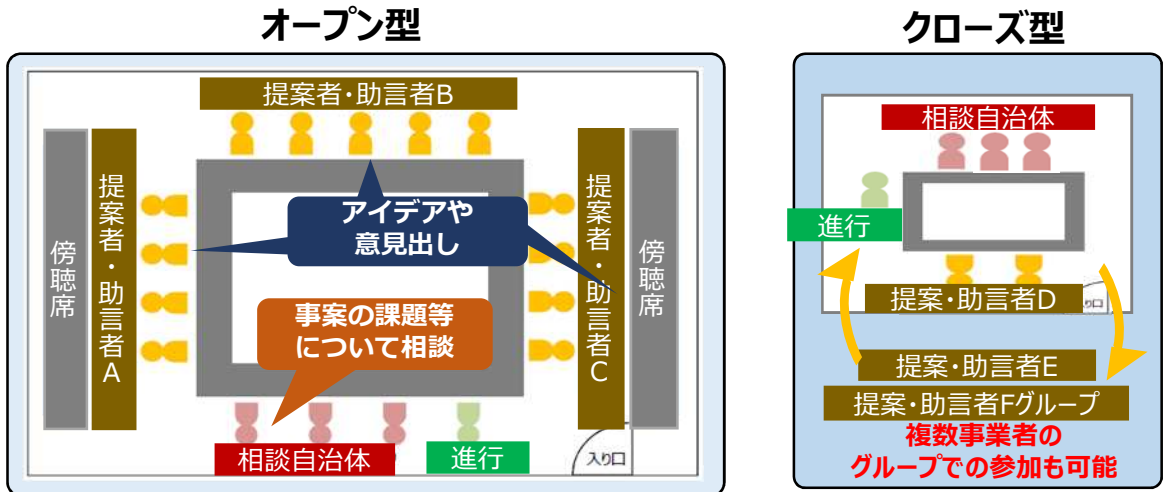 オープン型
提案者・助言者B
傍聴席
提案者・助言者A
アイデアや
意見出し
提案者・助言者C
傍聴席
事案の課題等
について相談
相談自治体
進行
入り口
クローズ型
相談自治体
進行
提案・助言者D
提案・助言者E
提案・助言者Fグループ
複数事業者の
グループでの参加も可能